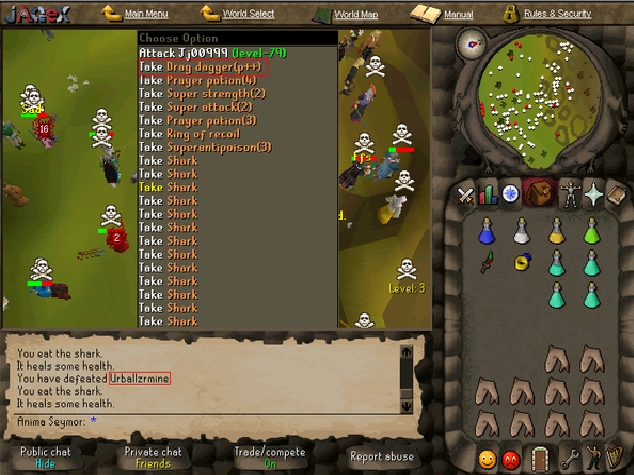 JAGEX
Main Menu
World Select
World Map
Manual
Rules & Security
Choose Option
Attack Jj00999 (level-79)
Take Drag dagger(p++)
Take Prayer potion(4)
Take Super strength(2)
Take Super attack(2)
Take Prayer potion(3)
Take Ring of recoil
Take Superantipoison(3)
Take Shark
Take Shark
Take Shark
Take Shark
Take Shark
Take Shark
Take Shark
Take Shark
Take Shark
Take Shark
Take Shark
Take Shark
Take Shark
16
2
Level: 3
You eat the shark.
It heals some health.
You have defeated Urballzrmine
You eat the shark.
It heals some health.
Anima Seymor: *
Public chat
Hide
Private chat
Friends
Trade/compete
On
Report abuse